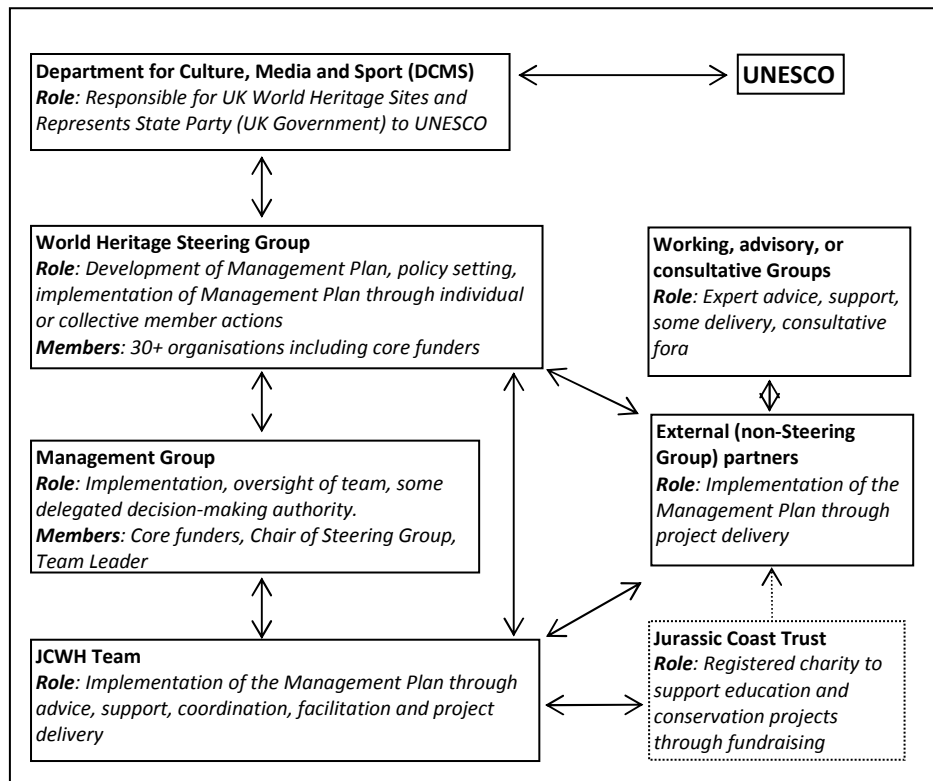 Department for Culture, Media and Sport (DCMS)
Role: Responsible for UK World Heritage Sites and
Represents State Party (UK Government) to UNESCO
UNESCO
World Heritage Steering Group
Role: Development of Management Plan, policy setting,
implementation of Management Plan through individual
or collective member actions
Members: 30+ organisations including core funders
Working, advisory, or
consultative Groups
Role: Expert advice, support,
some delivery, consultative
fora
Management Group
Role: Implementation, oversight of team, some
delegated decision-making authority.
Members: Core funders, Chair of Steering Group,
Team Leader
External (non-Steering
Group) partners
Role: Implementation of the
Management Plan through
project delivery
JCWH Team
Role: Implementation of the Management Plan through
advice, support, coordination, facilitation and project
delivery
Jurassic Coast Trust
Role: Registered charity to
support education and
conservation projects
through fundraising